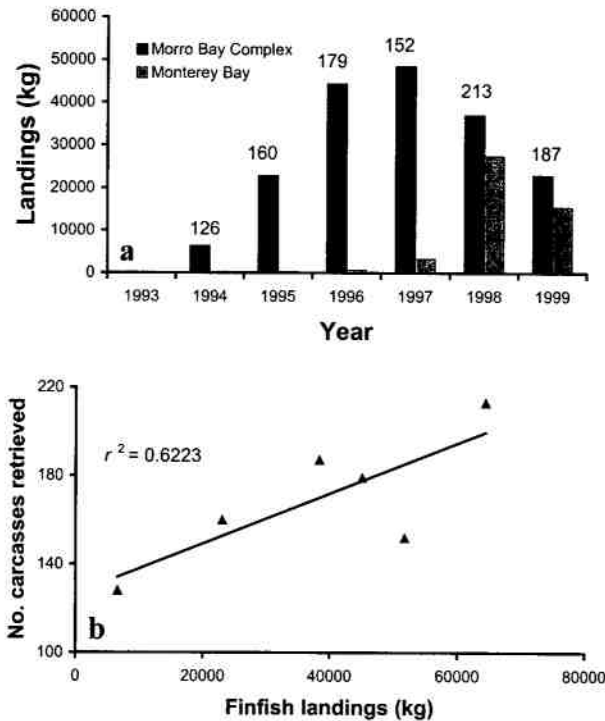 60000
50000
40000
30000
20000
10000
0
Landings (kg)
Morro Bay Complex
Monterey Bay
126
160
179
152
213
187
a
1993 1994 1995 1996 1997 1998 1999
Year
220
180
140
100
No. carcasses retrieved
r² = 0.6223
b
0 20000 40000 60000 80000
Finfish landings (kg)